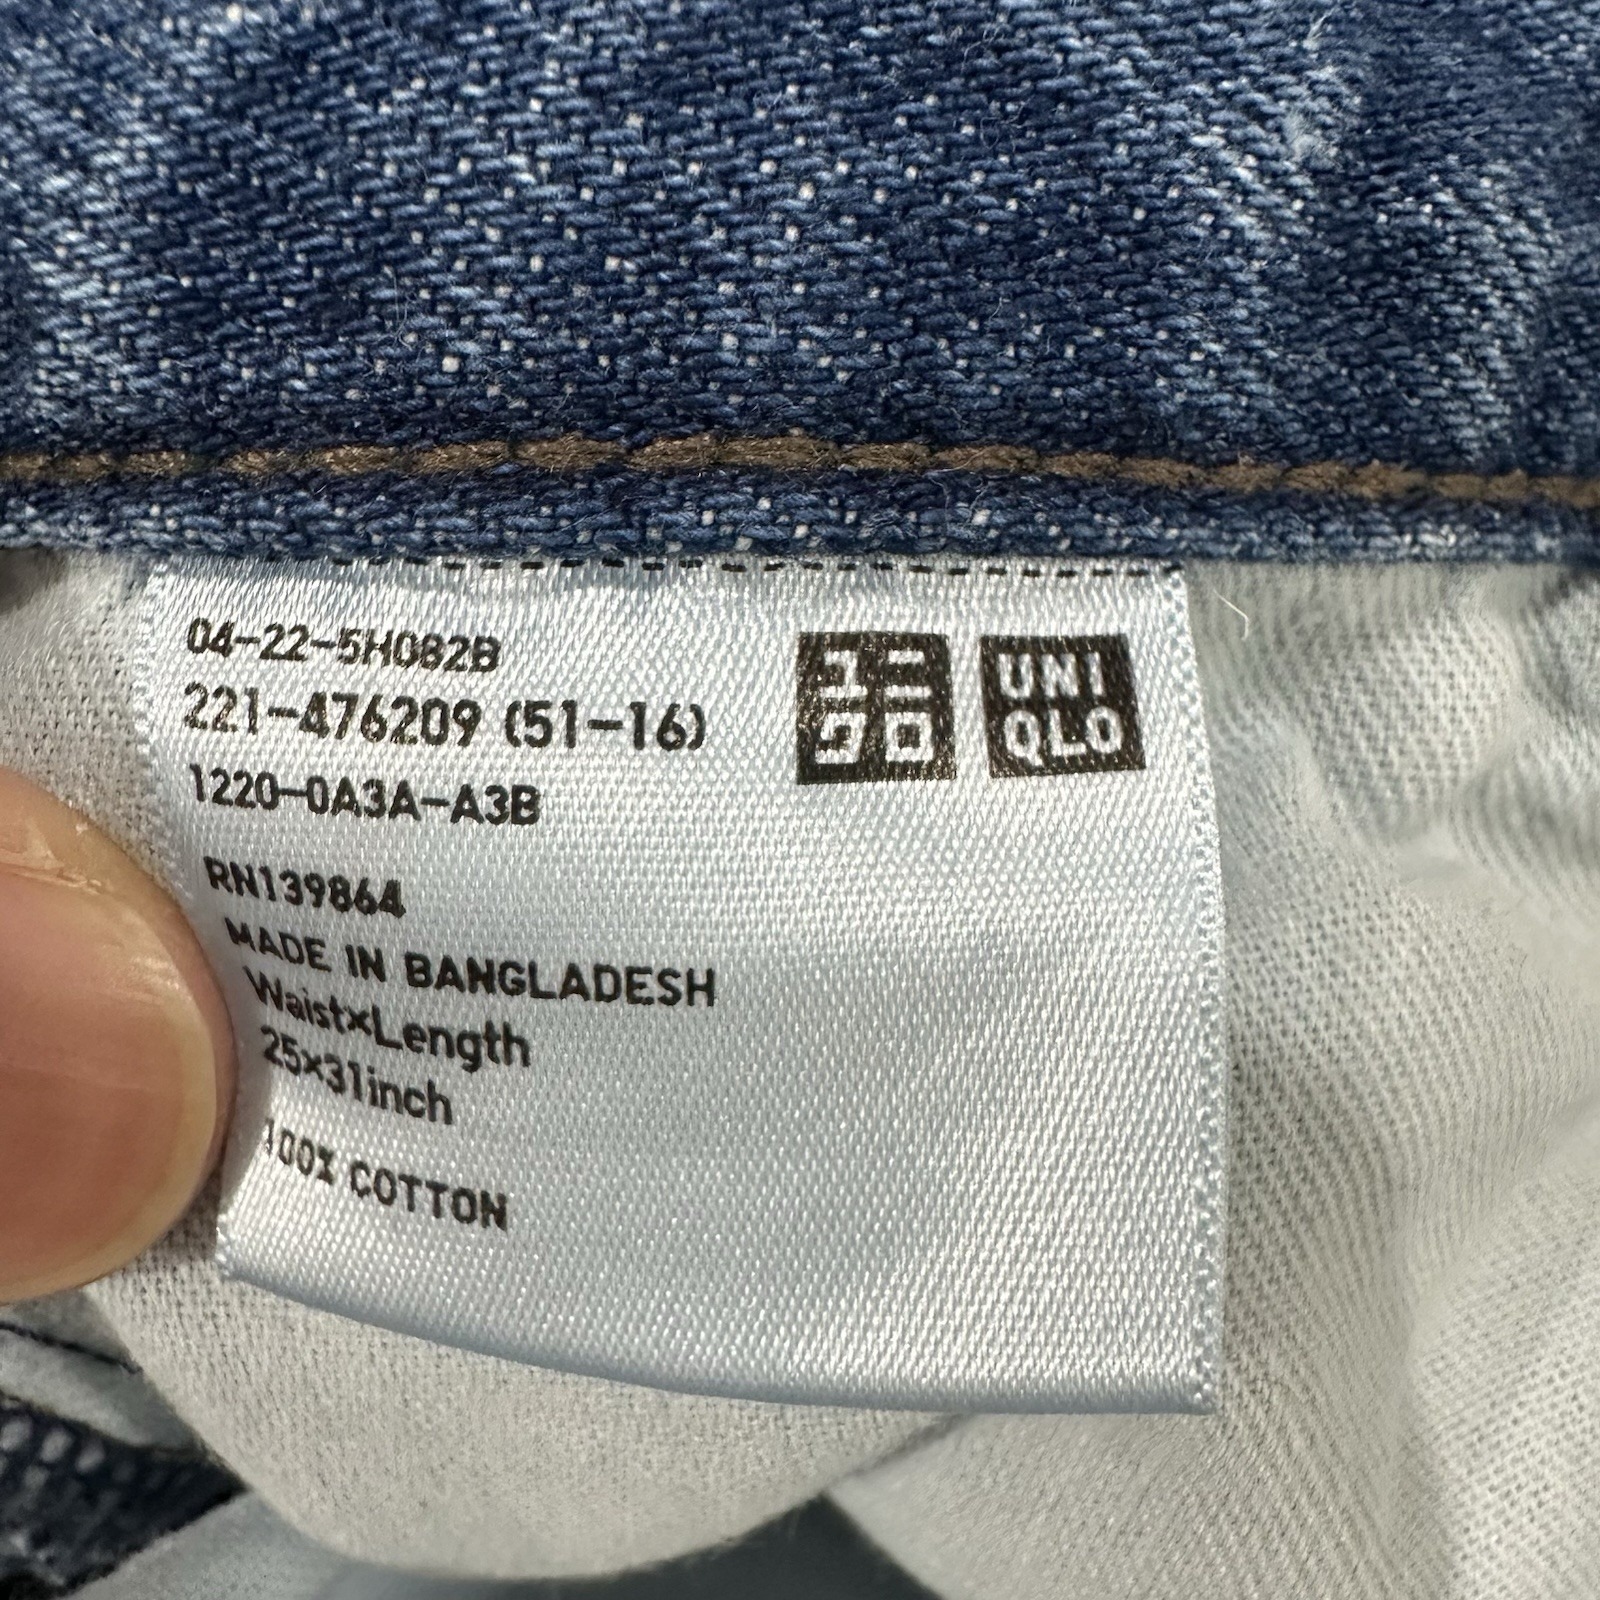 04-22-5H082B
221-476209 (51-16)
1220-0A3A-A3B
ユニ
クロ
UNI
QLO
RN139864
MADE IN BANGLADESH
Waist×Length
25×31inch
100% COTTON